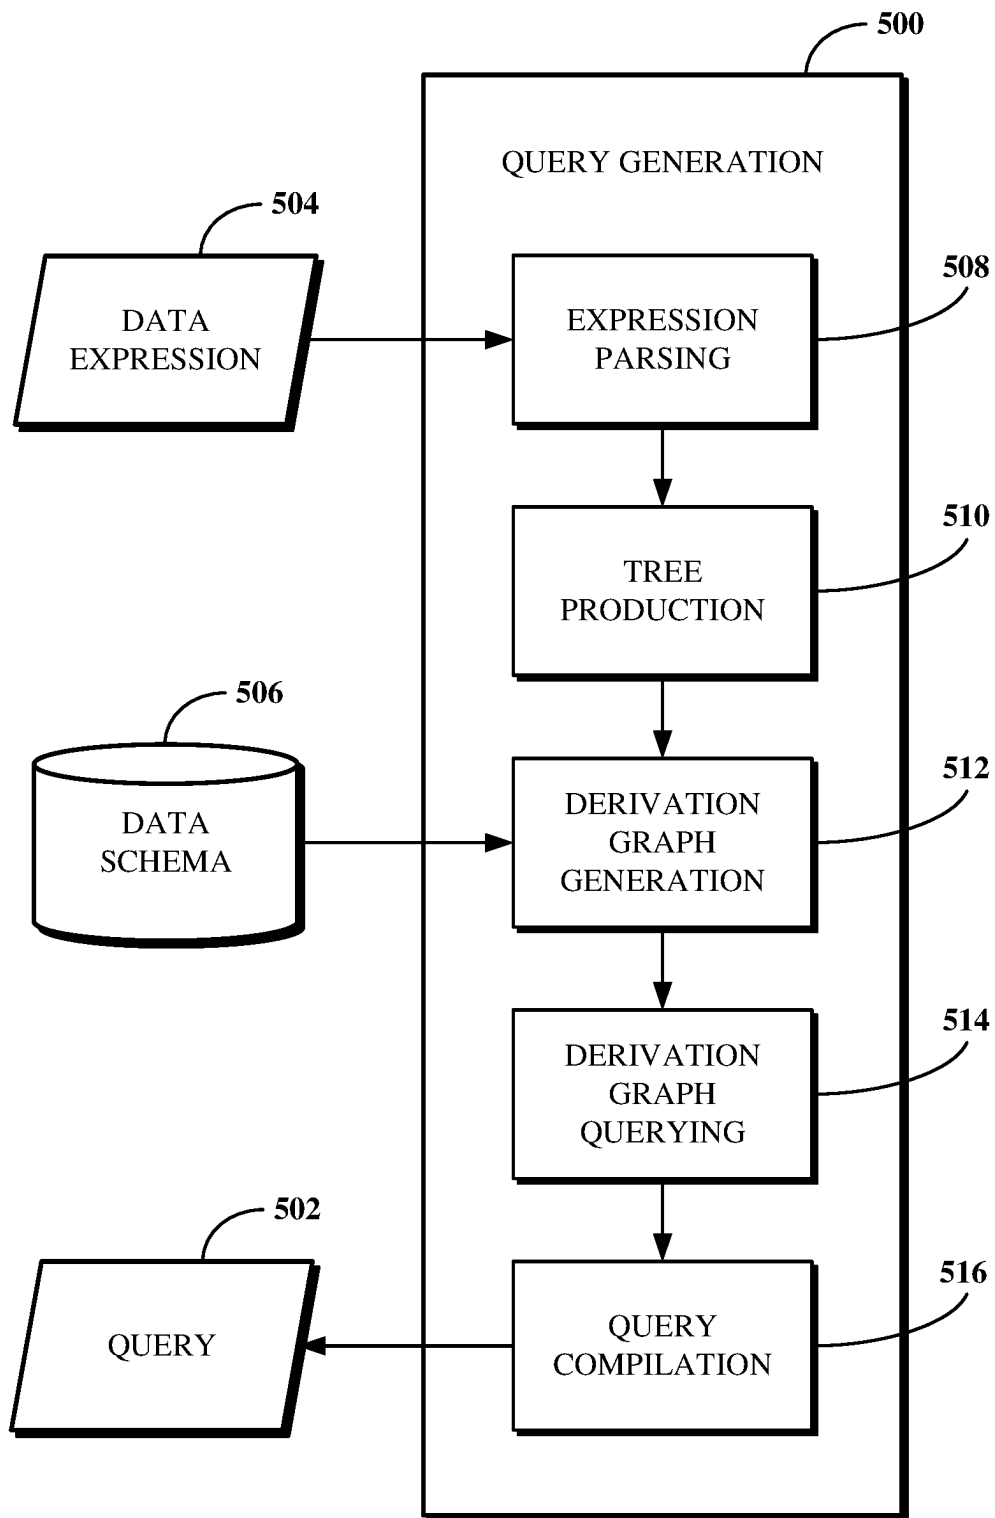 500
QUERY GENERATION
504
508
DATA
EXPRESSION
EXPRESSION
PARSING
510
TREE
PRODUCTION
506
512
DATA
SCHEMA
DERIVATION
GRAPH
GENERATION
514
DERIVATION
GRAPH
QUERYING
502
516
QUERY
QUERY
COMPILATION